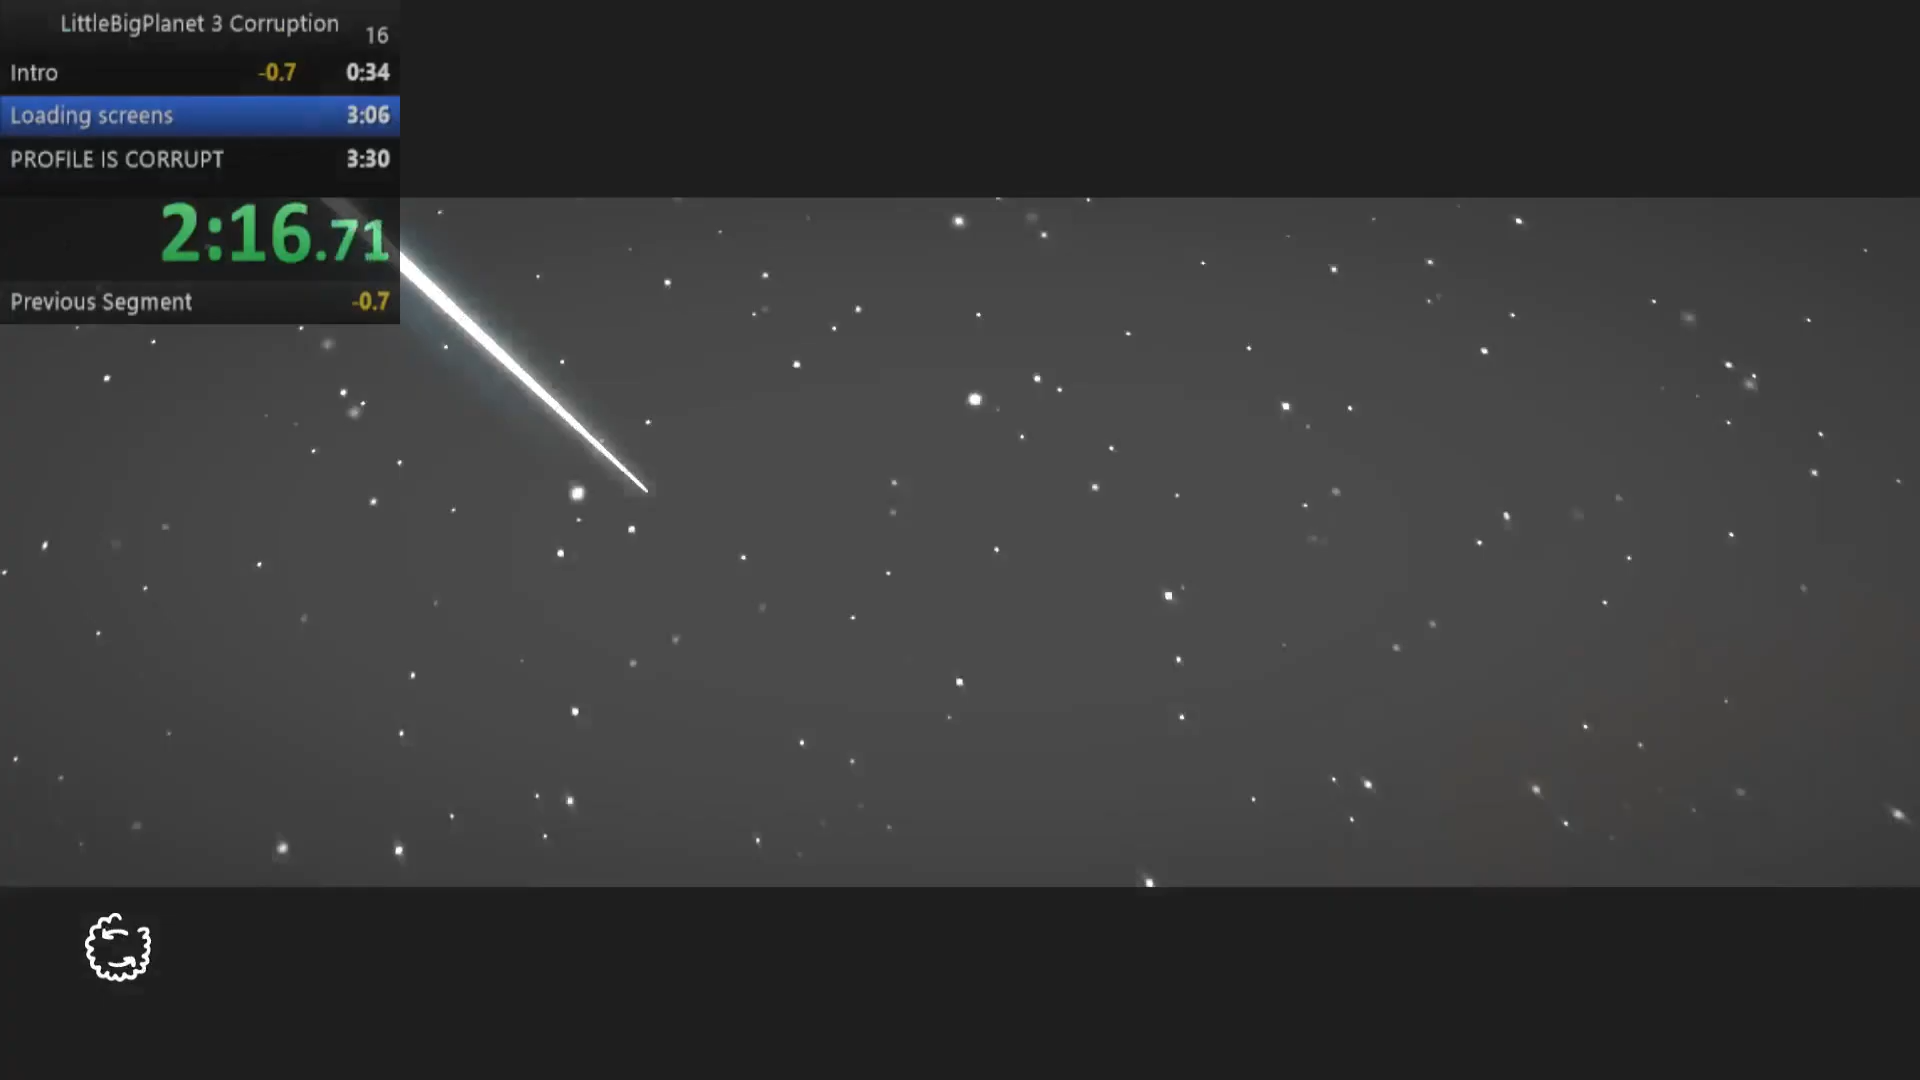 LittleBigPlanet 3 Corruption
16
Intro -0.7 0:34
Loading screens 3:06
PROFILE IS CORRUPT 3:30
2:16.71
Previous Segment -0.7